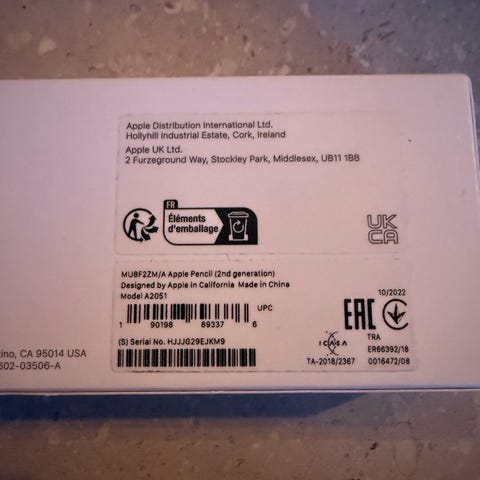 Apple Distribution International Ltd.
Hollyhill Industrial Estate, Cork, Ireland
Apple UK Ltd.
2 Furzeground Way, Stockley Park, Middlesex, UB11 1BB
FR
Éléments
d'emballage
UK
CA
MU8F2ZM/A Apple Pencil (2nd generation)
Designed by Apple in California Made in China
Model A2051
UPC
1 90198 89337 6
(S) Serial No. HJJJG29EJKM9
10/2022
EAC
ICASA
TA-2018/2367
TRA
ER66392/18
0016472/08
CA 95014 USA
602-03506-A